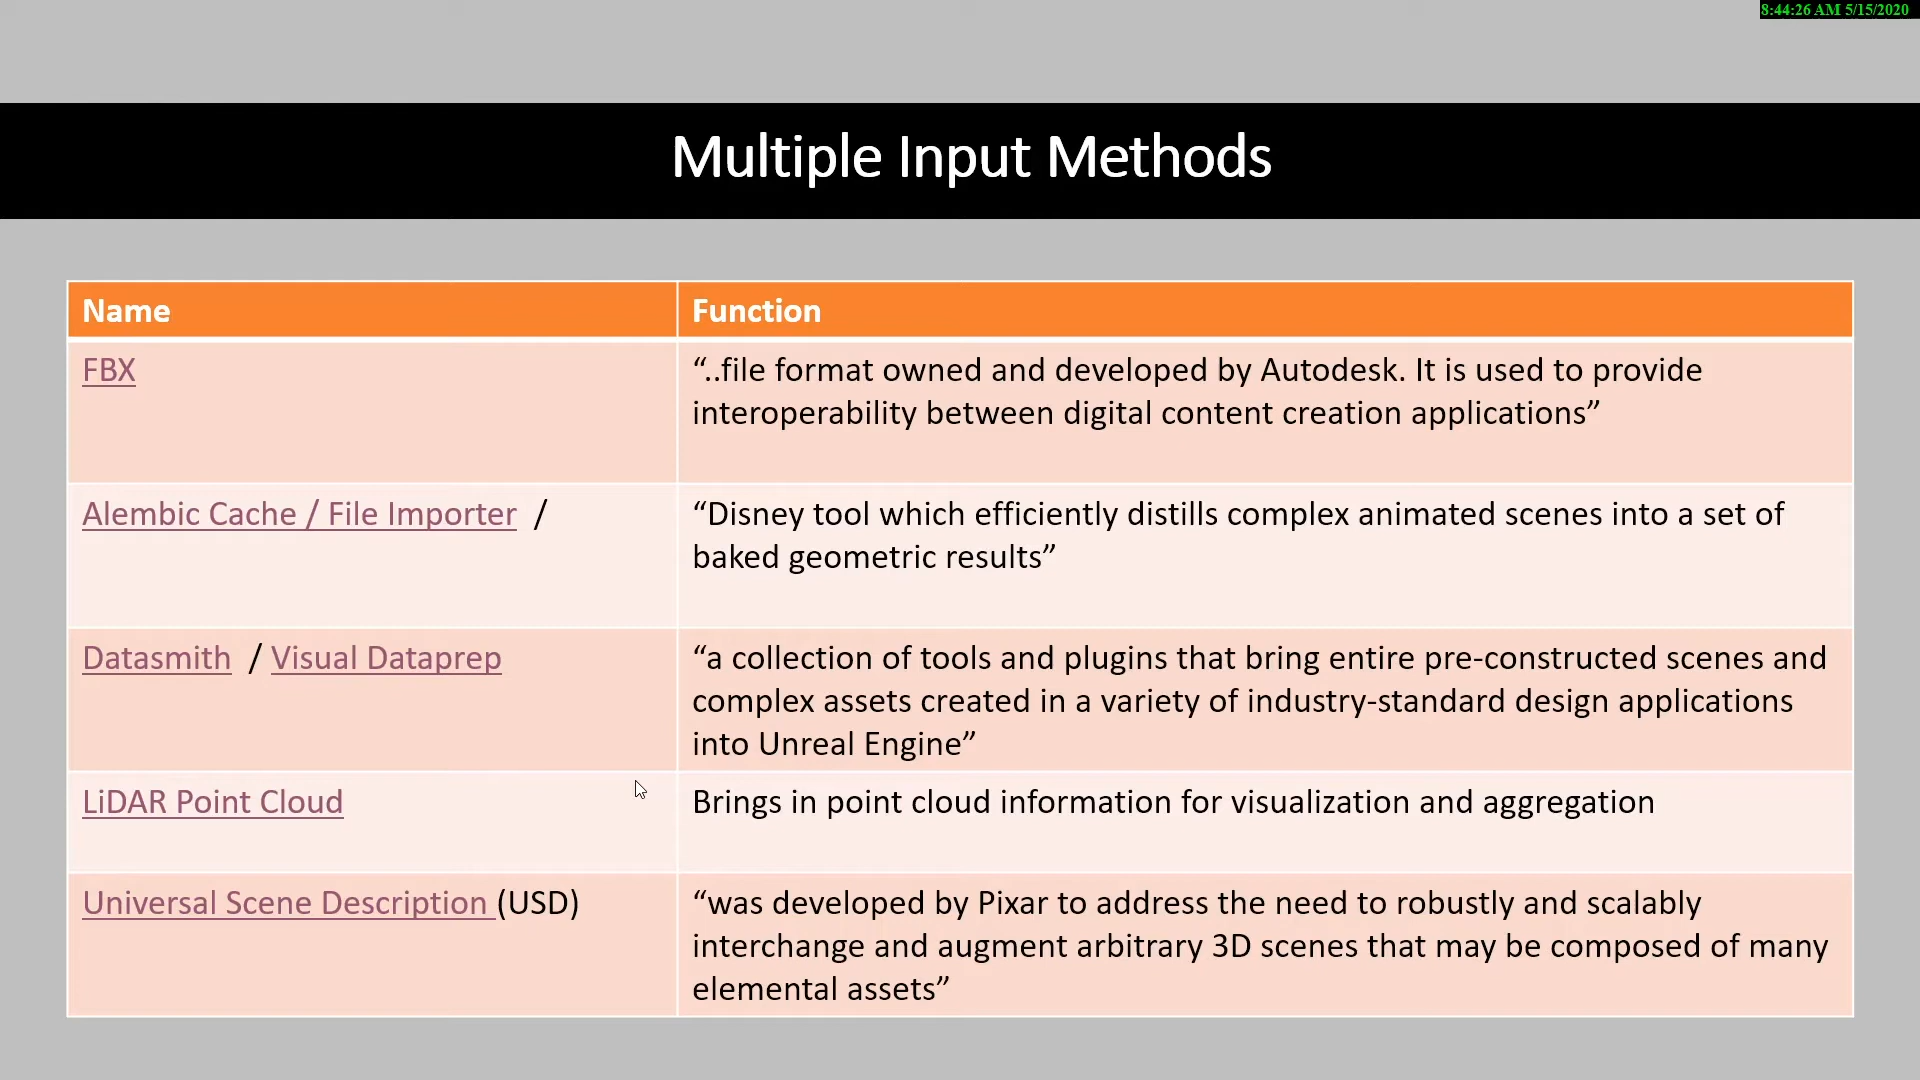 8:44:26 AM 5/15/2020
Multiple Input Methods
Name
Function
FBX
“..file format owned and developed by Autodesk. It is used to provide
interoperability between digital content creation applications”
Alembic Cache / File Importer /
“Disney tool which efficiently distills complex animated scenes into a set of
baked geometric results”
Datasmith / Visual Dataprep
“a collection of tools and plugins that bring entire pre-constructed scenes and
complex assets created in a variety of industry-standard design applications
into Unreal Engine”
LiDAR Point Cloud
Brings in point cloud information for visualization and aggregation
Universal Scene Description (USD)
“was developed by Pixar to address the need to robustly and scalably
interchange and augment arbitrary 3D scenes that may be composed of many
elemental assets”